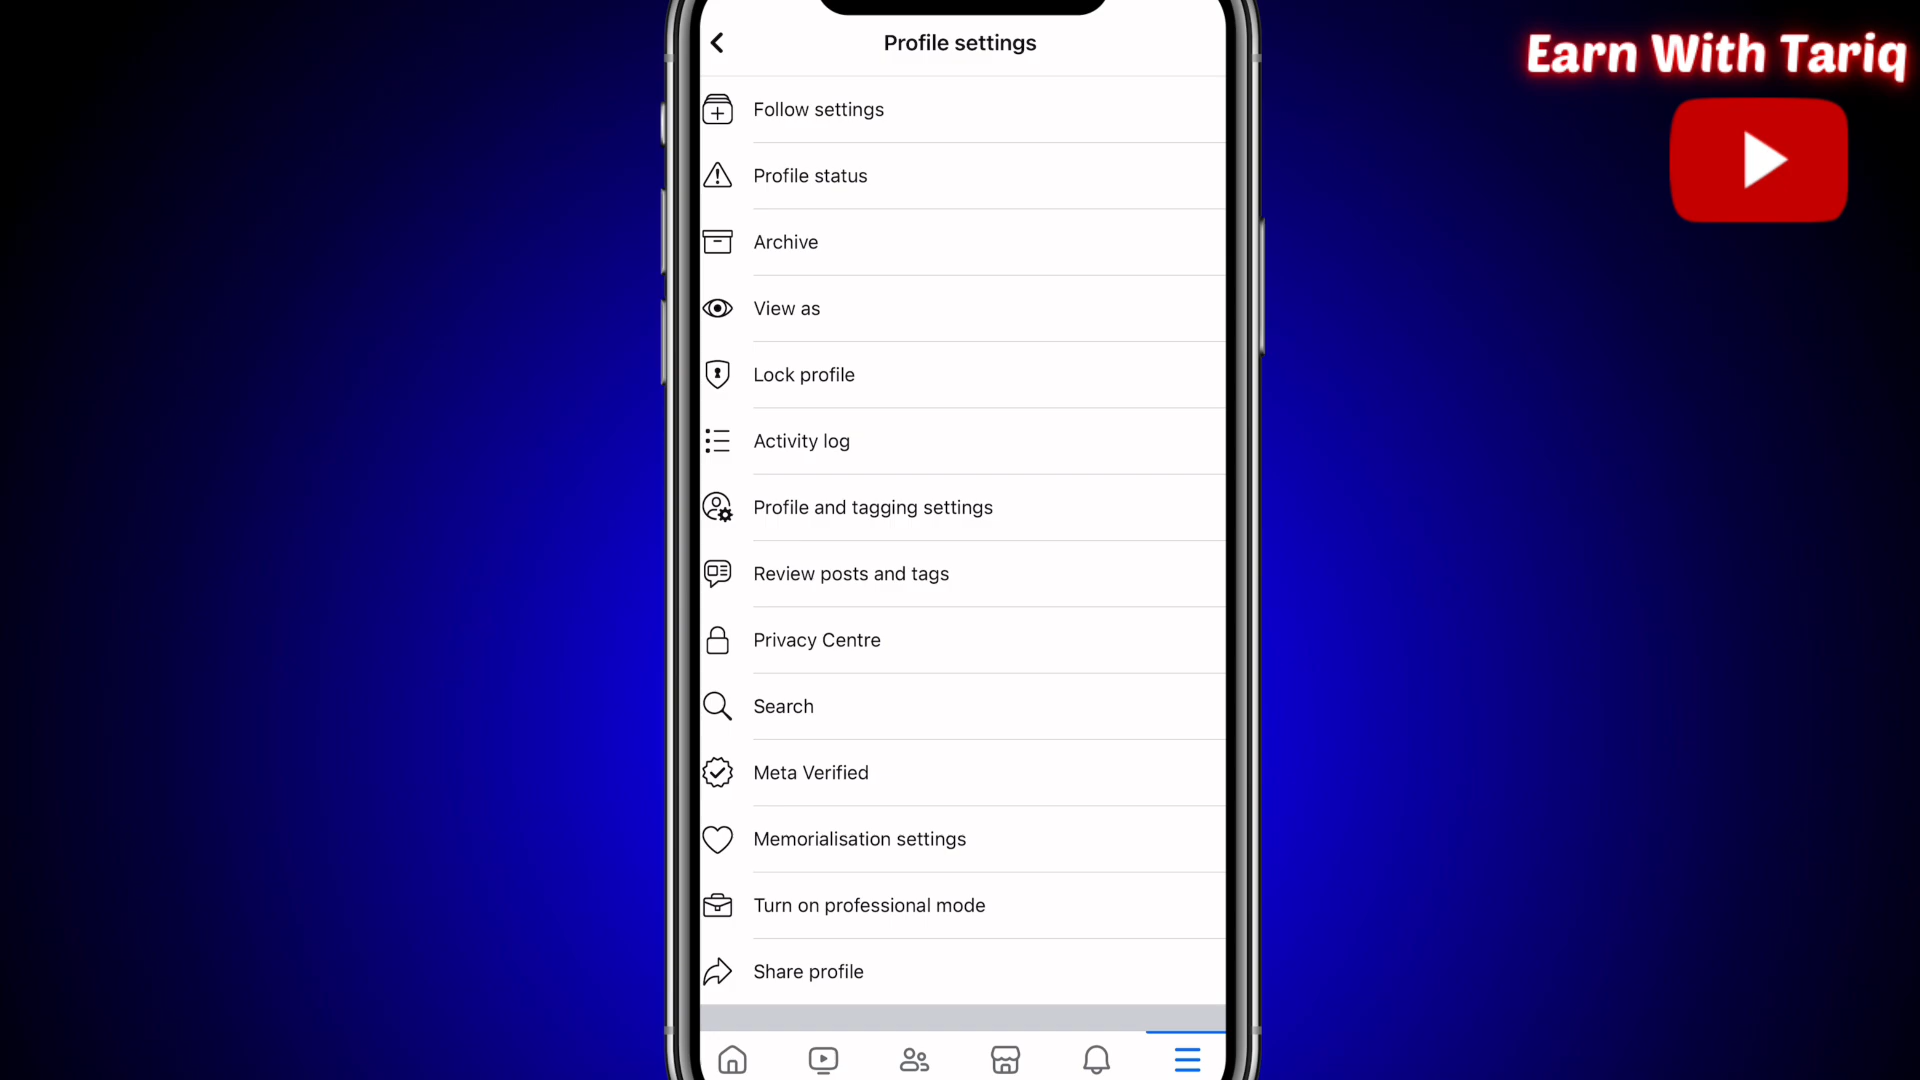 Profile settings
Earn With Tariq
Follow settings
Profile status
Archive
View as
Lock profile
Activity log
Profile and tagging settings
Review posts and tags
Privacy Centre
Search
Meta Verified
Memorialisation settings
Turn on professional mode
Share profile